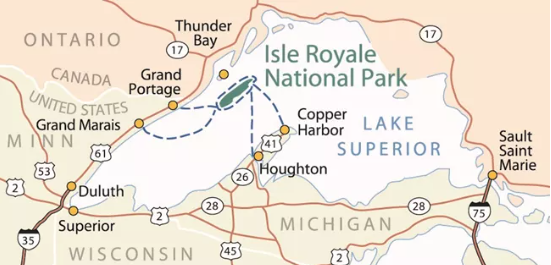 Thunder
Bay
ONTARIO
17
17
Isle Royale
National Park
CANADA
Grand
Portage
UNITED STATES
Grand Marais
MINN
Copper
Harbor
LAKE
SUPERIOR
41
61
Sault
Saint
Marie
2
53
26
Houghton
2
Duluth
28
28
2
Superior
2
75
MICHIGAN
35
WISCONSIN
45
2